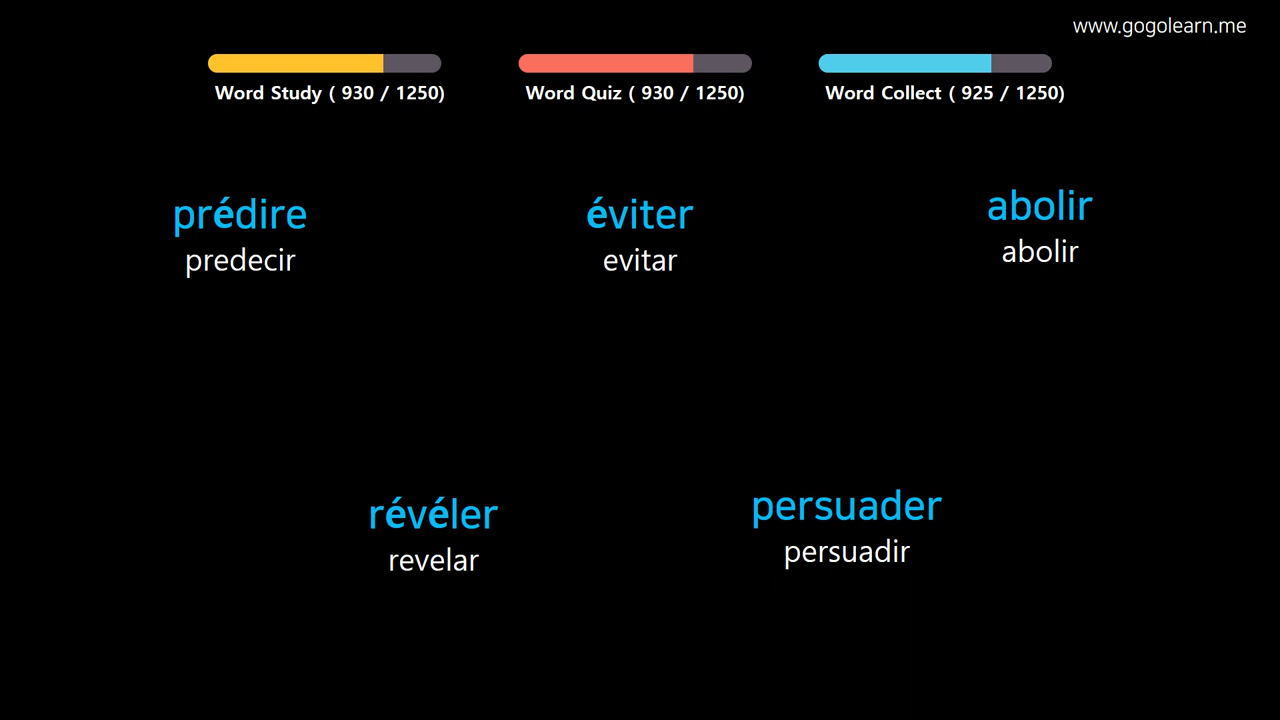 www.gogolearn.me
Word Study ( 930 / 1250)
Word Quiz ( 930 / 1250)
Word Collect ( 925 / 1250)
prédire
predecir
éviter
evitar
abolir
abolir
révéler
revelar
persuader
persuadir